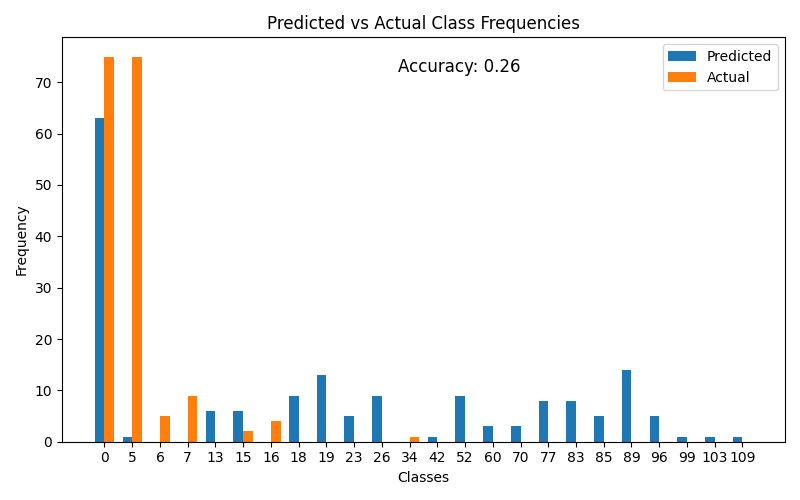 Predicted vs Actual Class Frequencies
Accuracy: 0.26
Predicted
Actual
Frequency
70
60
50
40
30
20
10
0
0 5 6 7 13 15 16 18 19 23 26 34 42 52 60 70 77 83 85 89 96 99 103 109
Classes